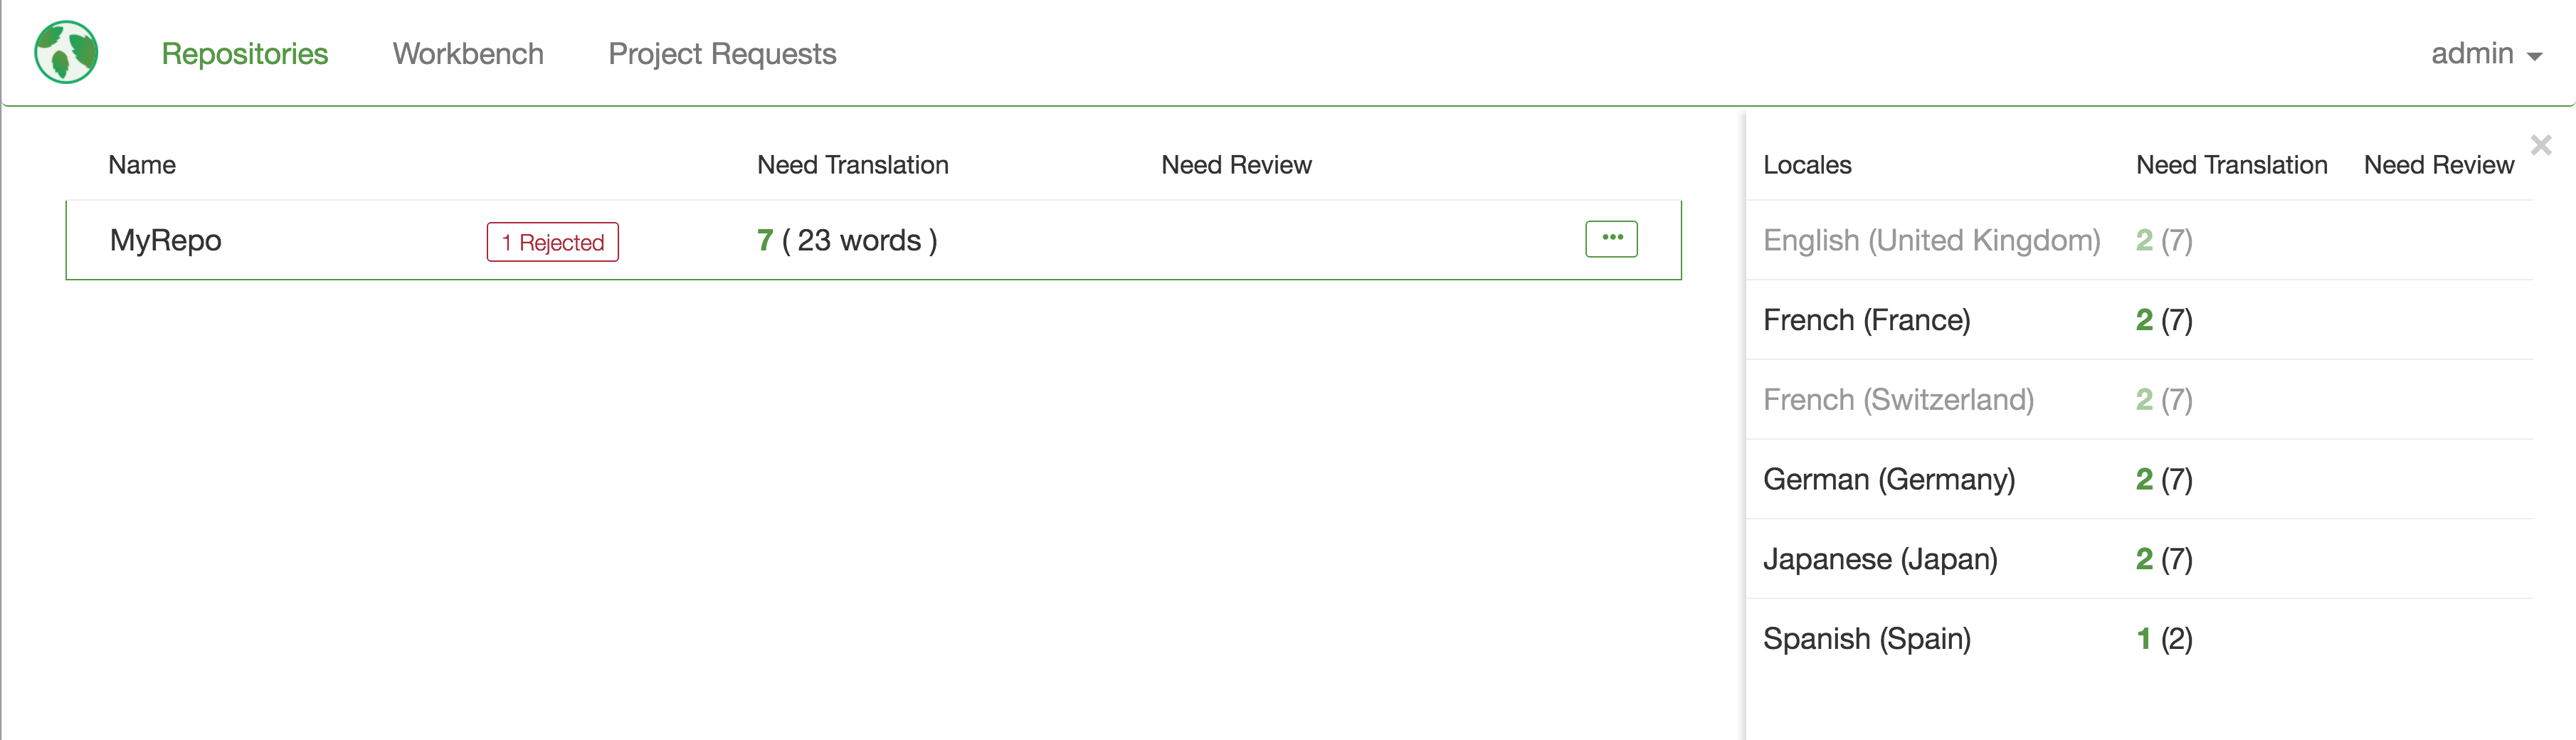 Repositories Workbench Project Requests admin
Name Need Translation Need Review
MyRepo 1 Rejected 7 ( 23 words ) •••
Locales Need Translation Need Review ×
English (United Kingdom) 2 (7)
French (France) 2 (7)
French (Switzerland) 2 (7)
German (Germany) 2 (7)
Japanese (Japan) 2 (7)
Spanish (Spain) 1 (2)